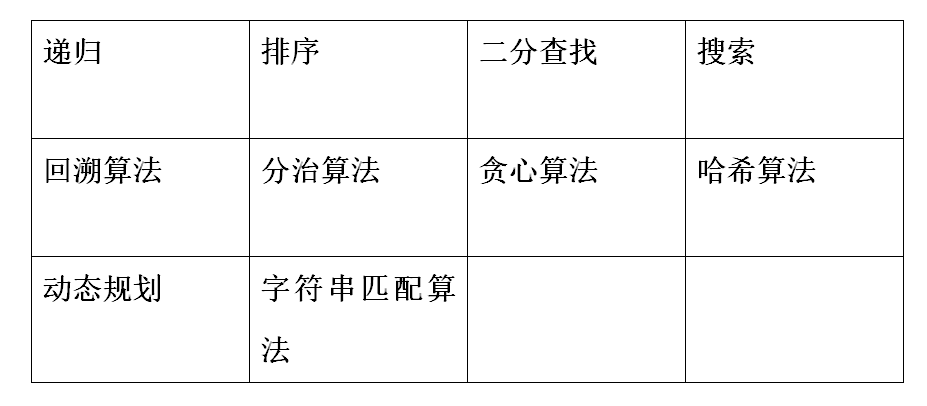 递归 排序 二分查找 搜索
回溯算法 分治算法 贪心算法 哈希算法
动态规划 字符串匹配算
法